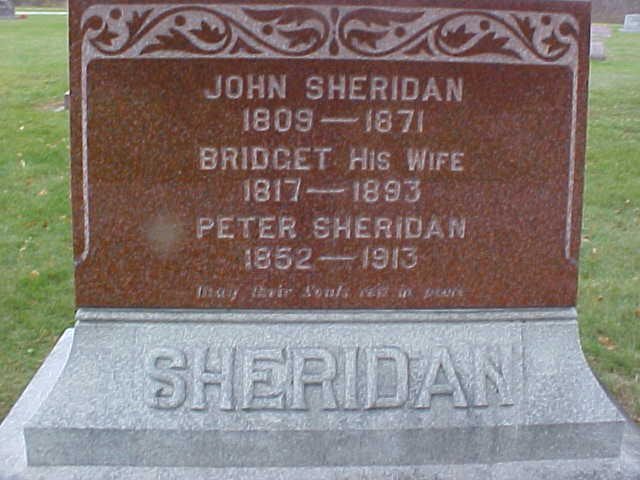 JOHN SHERIDAN
1809—1871
BRIDGET HIS WIFE
1817—1893
PETER SHERIDAN
1852—1913
May their Souls rest in peace
SHERIDAN